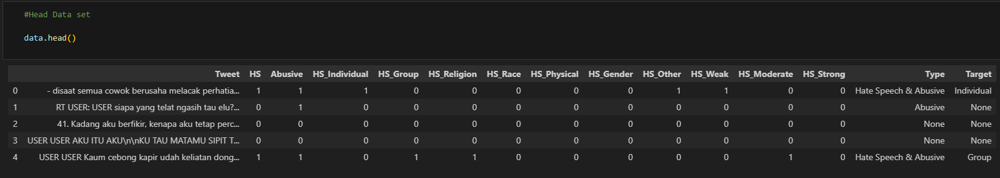 #Head Data set
data.head()
Tweet HS Abusive HS_Individual HS_Group HS_Religion HS_Race HS_Physical HS_Gender HS_Other HS_Weak HS_Moderate HS_Strong Type Target
0 - disaat semua cowok berusaha melacak perhatia... 1 1 1 0 0 0 0 0 1 1 0 0 Hate Speech & Abusive Individual
1 RT USER: USER siapa yang telat ngasih tau elu?... 0 1 0 0 0 0 0 0 0 0 0 0 Abusive None
2 41. Kadang aku berfikir, kenapa aku tetap perc... 0 0 0 0 0 0 0 0 0 0 0 0 None None
3 USER USER AKU ITU AKU\n\nKU TAU MATAMU SIPIT T... 0 0 0 0 0 0 0 0 0 0 0 0 None None
4 USER USER Kaum cebong kapir udah keliatan dong... 1 1 0 1 1 0 0 0 0 0 1 0 Hate Speech & Abusive Group